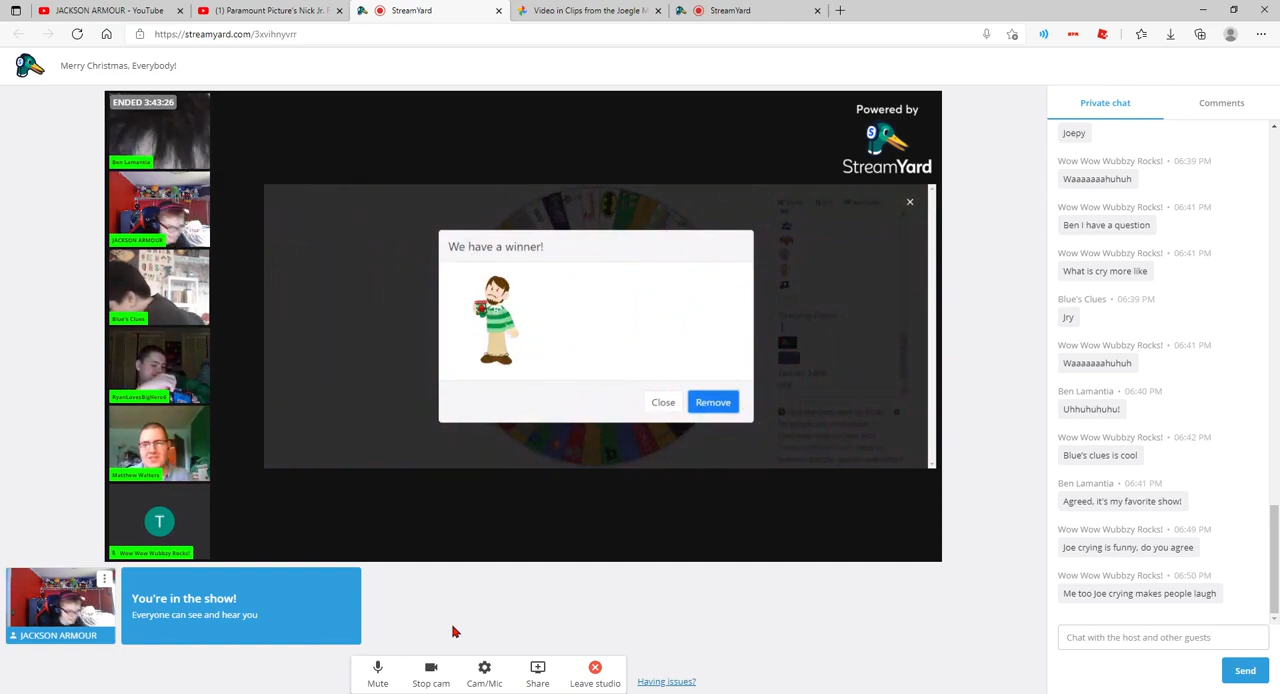 JACKSON ARMOUR - YouTube
(1) Paramount Picture's Nick Jr. F
StreamYard
Video in Clips from the Joegle M
StreamYard
https://streamyard.com/3xvihnyvrr
Merry Christmas, Everybody!
ENDED 3:43:26
Ben Lamantia
JACKSON ARMOUR
Blue's Clues
RyanLovesBigHero6
Matthew Walters
T
Wow Wow Wubbzy Rocks!
Powered by
StreamYard
We have a winner!
Close
Remove
You're in the show!
Everyone can see and hear you
JACKSON ARMOUR
Mute
Stop cam
Cam/Mic
Share
Leave studio
Having issues?
Private chat
Comments
Joepy
Wow Wow Wubbzy Rocks! • 06:39 PM
Waaaaaaahuhuh
Wow Wow Wubbzy Rocks! • 06:41 PM
Ben I have a question
Wow Wow Wubbzy Rocks! • 06:41 PM
What is cry more like
Blue's Clues • 06:39 PM
Jry
Wow Wow Wubbzy Rocks! • 06:41 PM
Waaaaaaahuhuh
Ben Lamantia • 06:40 PM
Uhhuhuhuhu!
Wow Wow Wubbzy Rocks! • 06:42 PM
Blue's clues is cool
Ben Lamantia • 06:41 PM
Agreed, it's my favorite show!
Wow Wow Wubbzy Rocks! • 06:49 PM
Joe crying is funny, do you agree
Wow Wow Wubbzy Rocks! • 06:50 PM
Me too Joe crying makes people laugh
Chat with the host and other guests
Send